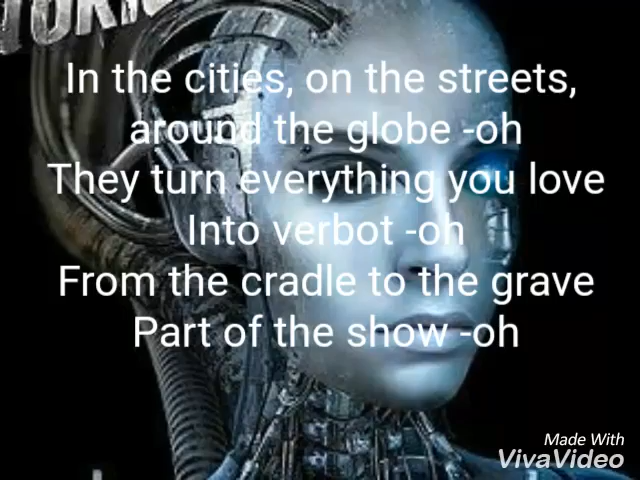 In the cities, on the streets,
around the globe -oh
They turn everything you love
Into verbot -oh
From the cradle to the grave
Part of the show -oh
Made With
VivaVideo